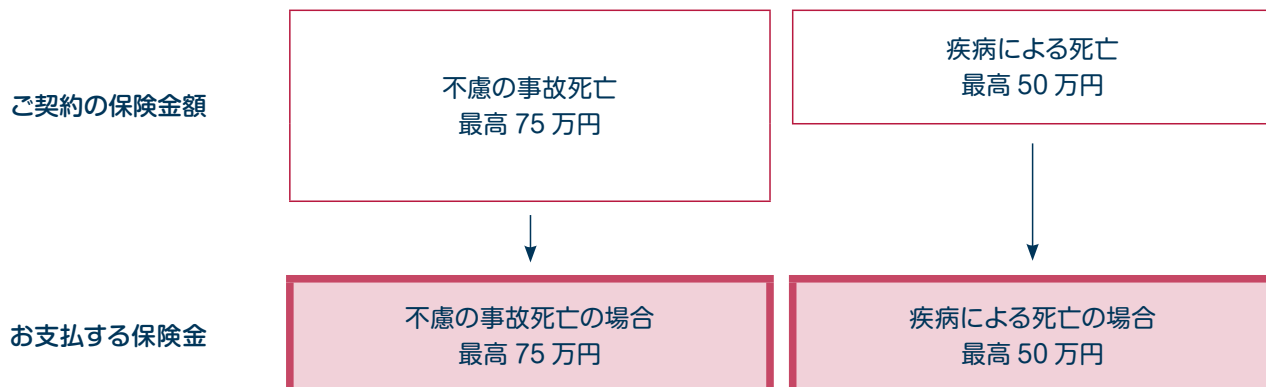 ご契約の保険金額
不慮の事故死亡
最高 75 万円
疾病による死亡
最高 50 万円
お支払する保険金
不慮の事故死亡の場合
最高 75 万円
疾病による死亡の場合
最高 50 万円